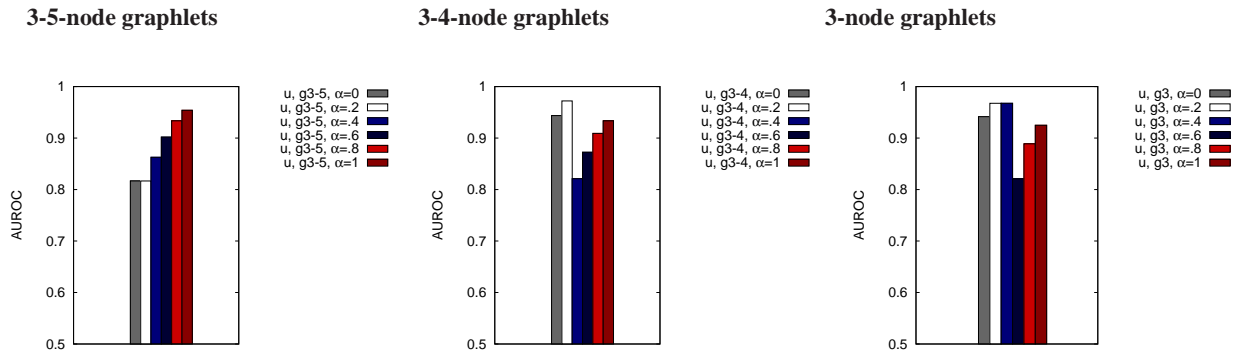 3-5-node graphlets
3-4-node graphlets
3-node graphlets
1
0.9
0.8
0.7
0.6
0.5
AUROC
u, g3-5, α=0
u, g3-5, α=.2
u, g3-5, α=.4
u, g3-5, α=.6
u, g3-5, α=.8
u, g3-5, α=1
1
0.9
0.8
0.7
0.6
0.5
AUROC
u, g3-4, α=0
u, g3-4, α=.2
u, g3-4, α=.4
u, g3-4, α=.6
u, g3-4, α=.8
u, g3-4, α=1
1
0.9
0.8
0.7
0.6
0.5
AUROC
u, g3, α=0
u, g3, α=.2
u, g3, α=.4
u, g3, α=.6
u, g3, α=.8
u, g3, α=1